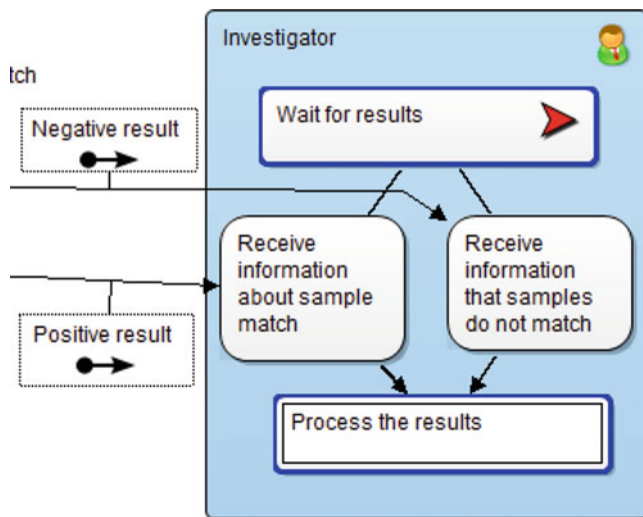 Investigator
tch
Negative result
Wait for results
Receive
information
about sample
match
Receive
information
that samples
do not match
Positive result
Process the results